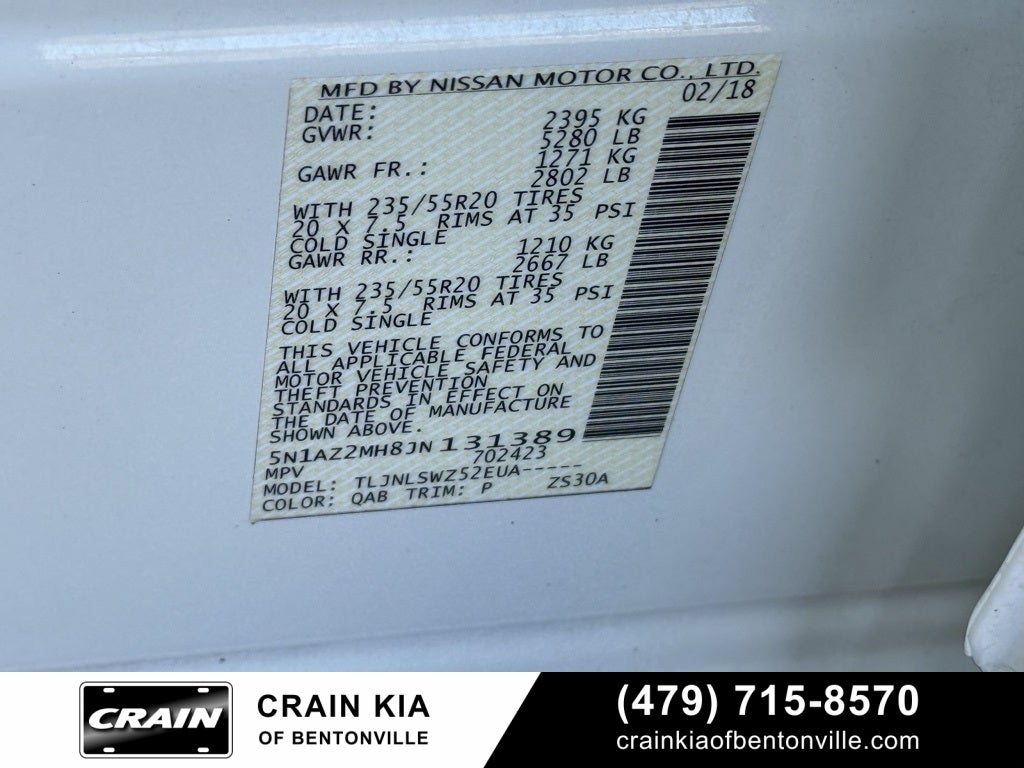 MFD BY NISSAN MOTOR CO., LTD.
DATE: 02/18
GVWR: 2395 KG
5280 LB
GAWR FR.: 1271 KG
2802 LB
WITH 235/55R20 TIRES
20 X 7.5 RIMS AT 35 PSI
COLD SINGLE
GAWR RR.: 1210 KG
2667 LB
WITH 235/55R20 TIRES
20 X 7.5 RIMS AT 35 PSI
COLD SINGLE
THIS VEHICLE CONFORMS TO
ALL APPLICABLE FEDERAL
MOTOR VEHICLE SAFETY AND
THEFT PREVENTION
STANDARDS IN EFFECT ON
THE DATE OF MANUFACTURE
SHOWN ABOVE.
5N1AZ2MH8JN131389
MPV 702423
MODEL: TLJNLSWZ52EUA-----
COLOR: QAB TRIM: P ZS30A
CRAIN
CRAIN KIA
OF BENTONVILLE
(479) 715-8570
crainkiaofbentonville.com